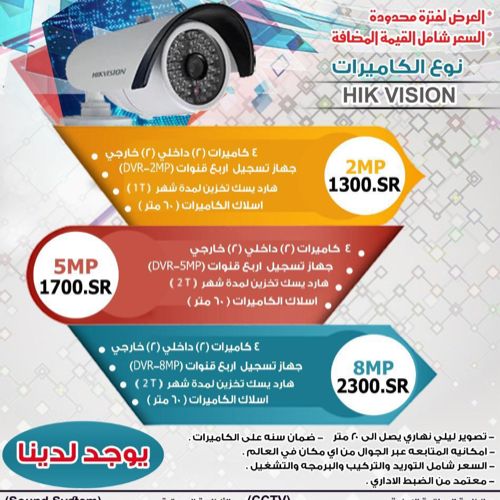 *العرض لفترة محدودة
*السعر شامل القيمة المضافة
نوع الكاميرات
HIK VISION
HIKVISION
٤ كاميرات (٢) داخلي (٢) خارجي
جهاز تسجيل اربع قنوات (DVR-2MP)
هارد يسك تخزين لمدة شهر (1T)
اسلاك الكاميرات (٦٠ متر)
2MP
1300.SR
٤ كاميرات (٢) داخلي (٢) خارجي
جهاز تسجيل اربع قنوات (DVR-5MP)
هارد يسك تخزين لمدة شهر (2T)
اسلاك الكاميرات (٦٠ متر)
5MP
1700.SR
٤ كاميرات (٢) داخلي (٢) خارجي
جهاز تسجيل اربع قنوات (DVR-8MP)
هارد يسك تخزين لمدة شهر (2T)
اسلاك الكاميرات (٦٠ متر)
8MP
2300.SR
- تصوير ليلي نهاري يصل الى ٢٠ متر - ضمان سنه على الكاميرات .
- امكانيه المتابعه عبر الجوال من اي مكان في العالم .
- السعر شامل التوريد والتركيب والبرمجه والتشغيل .
- معتمد من الضبط الاداري .
يوجد لدينا
(CCTV)
(Sound System)